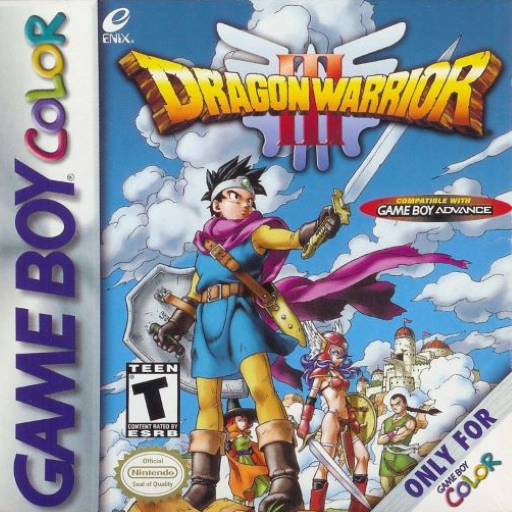 ENIX®
DRAGON WARRIOR
III
GAME BOY COLOR
COMPATIBLE WITH
GAME BOY ADVANCE
TEEN
T
CONTENT RATED BY
ESRB
Official
Nintendo
Seal of Quality
ONLY FOR
GAME BOY
COLOR